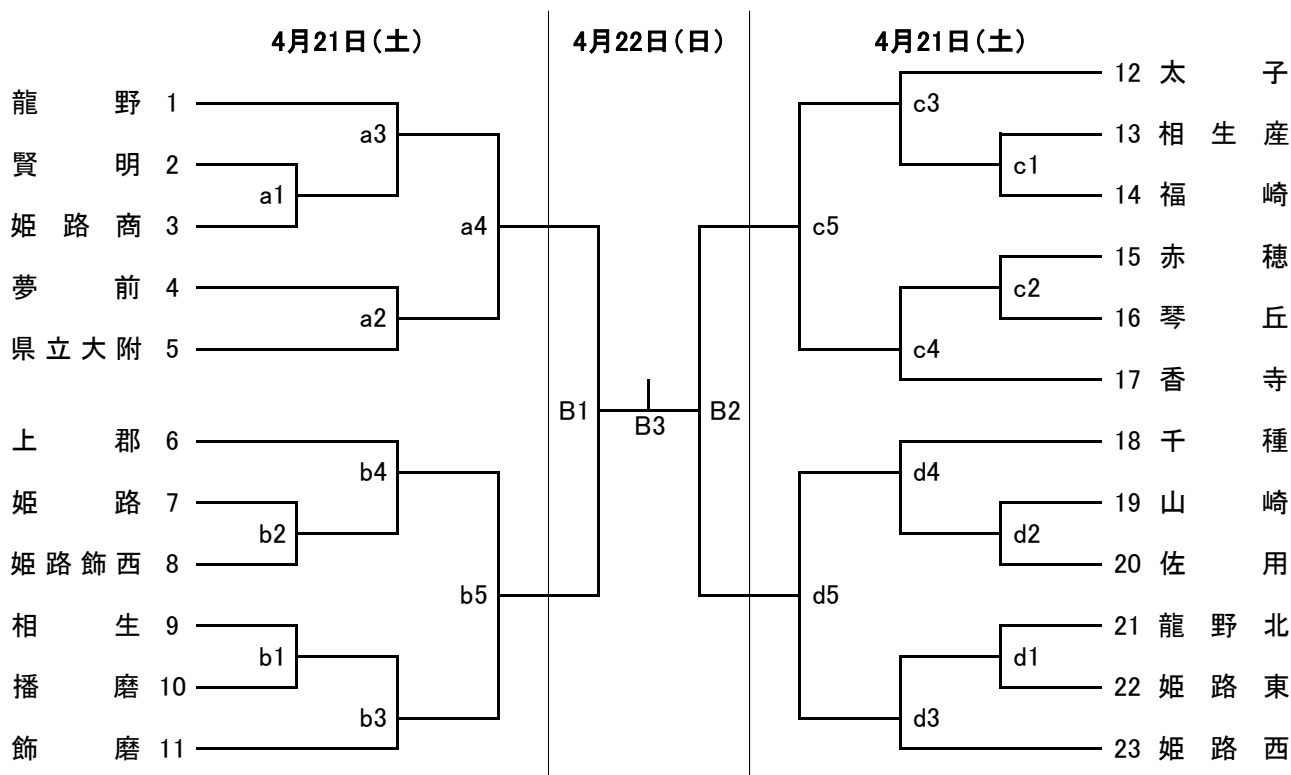 4月21日(土) 4月22日(日) 4月21日(土)
12 太子
龍野 1
c3
a3
13 相生産
賢明 2
c1
a1
14 福崎
姫路商 3
a4
c5
15 赤穂
夢前 4
c2
a2
16 琴丘
県立大附 5
c4
17 香寺
B1
B2
B3
上郡 6
18 千種
b4
d4
姫路 7
19 山崎
b2
d2
姫路飾西 8
20 佐用
b5
d5
相生 9
21 龍野北
b1
d1
播磨 10
22 姫路東
b3
d3
飾磨 11
23 姫路西